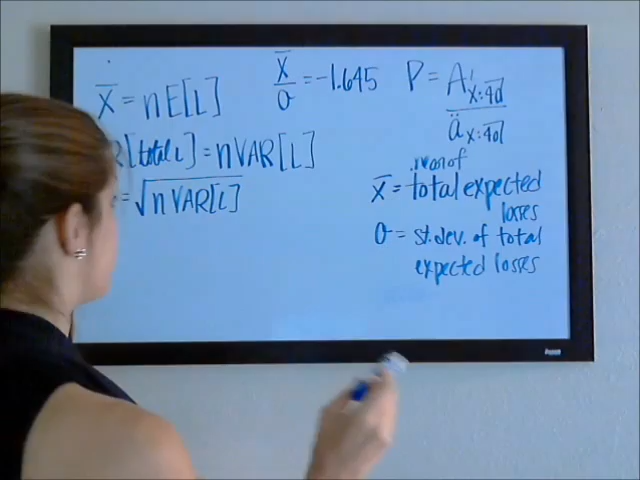 X̄ = nE[L]
R[total L] = nVAR[L]
= √nVAR[L]
X̄/σ = -1.645
P = A¹x:40̅|/äx:40̅|
mean of
X̄ = total expected
losses
σ = st.dev. of total
expected losses